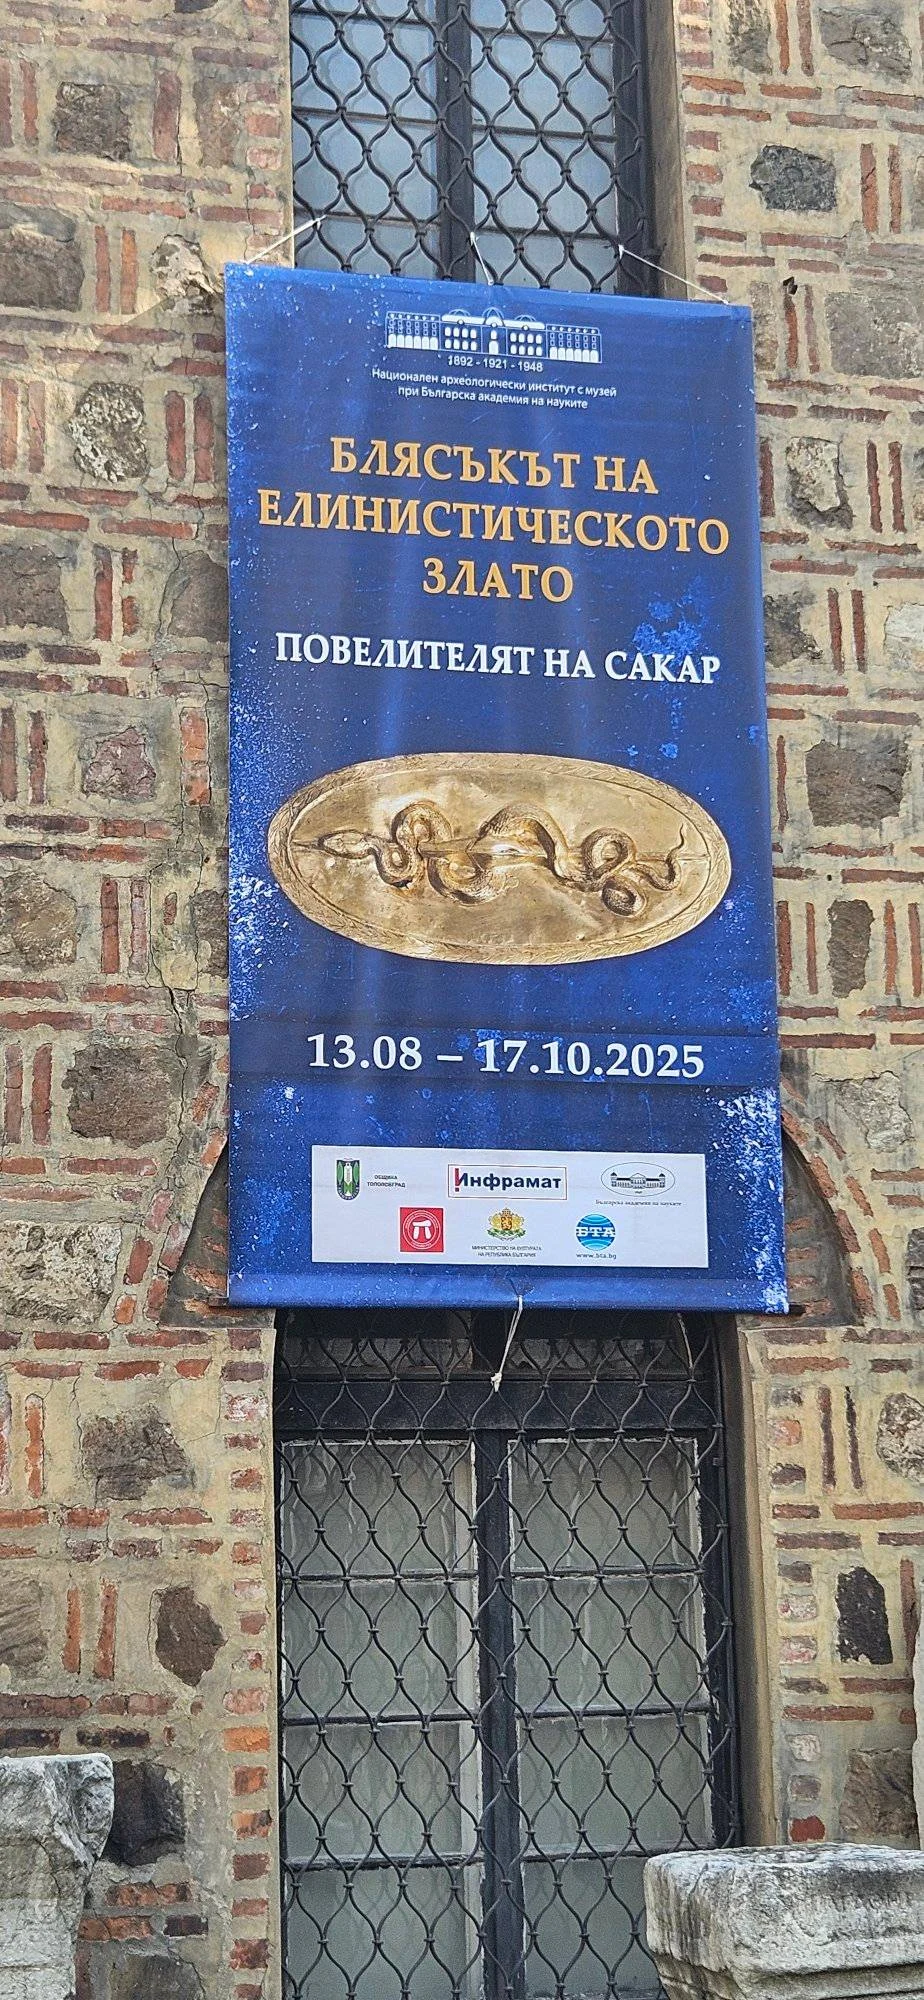 1892 - 1921 - 1948
Национален археологически институт с музей
при Българска академия на науките
БЛЯСЪКЪТ НА
ЕЛИНИСТИЧЕСКОТО
ЗЛАТО
ПОВЕЛИТЕЛЯТ НА САКАР
13.08 – 17.10.2025
ОБЩИНА
ТОПОЛОВГРАД
Инфрамат
Българска академия на науките
МИНИСТЕРСТВО НА КУЛТУРАТА
НА РЕПУБЛИКА БЪЛГАРИЯ
БТА
www.bta.bg